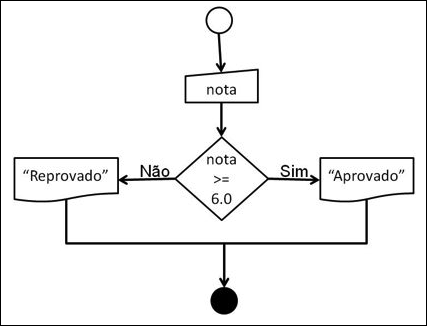 nota
nota
>=
6.0
Não
Sim
“Reprovado”
“Aprovado”